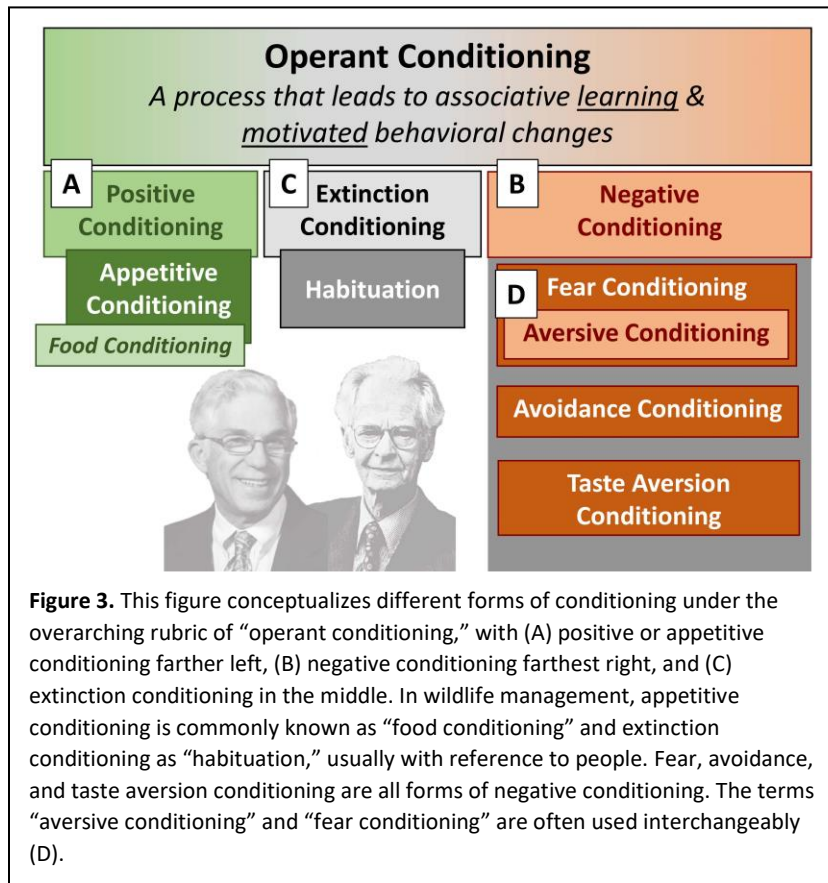 Operant Conditioning
A process that leads to associative learning &
motivated behavioral changes
A
Positive
Conditioning
Appetitive
Conditioning
Food Conditioning
C
Extinction
Conditioning
Habituation
B
Negative
Conditioning
D
Fear Conditioning
Aversive Conditioning
Avoidance Conditioning
Taste Aversion
Conditioning
Figure 3. This figure conceptualizes different forms of conditioning under the
overarching rubric of “operant conditioning,” with (A) positive or appetitive
conditioning farther left, (B) negative conditioning farthest right, and (C)
extinction conditioning in the middle. In wildlife management, appetitive
conditioning is commonly known as “food conditioning” and extinction
conditioning as “habituation,” usually with reference to people. Fear, avoidance,
and taste aversion conditioning are all forms of negative conditioning. The terms
“aversive conditioning” and “fear conditioning” are often used interchangeably
(D).